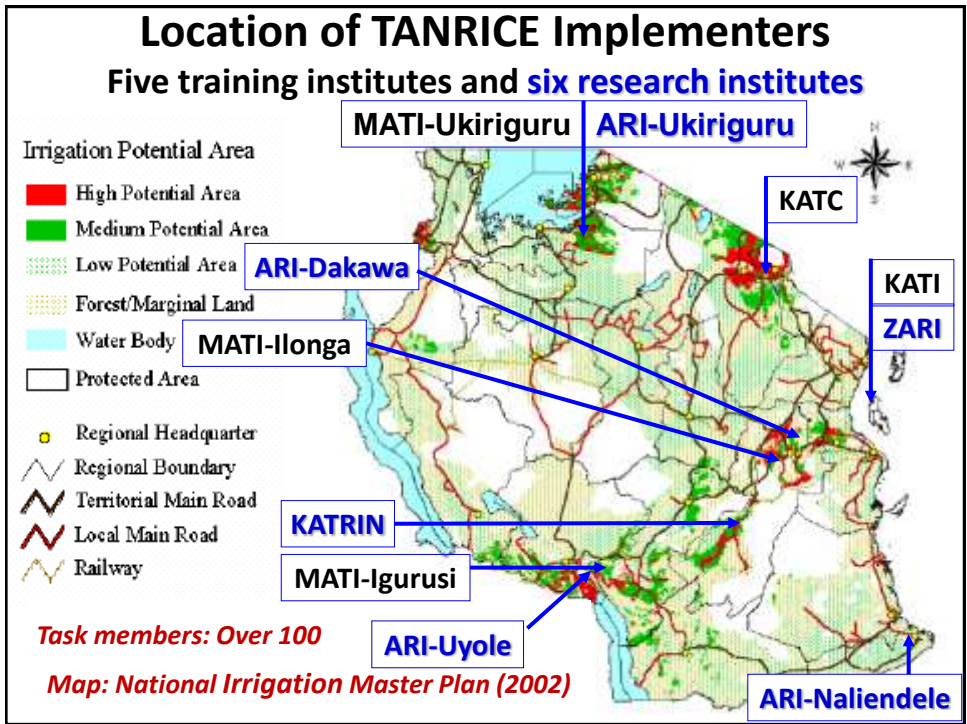 Location of TANRICE Implementers
Five training institutes and six research institutes
MATI-Ukiriguru ARI-Ukiriguru
Irrigation Potential Area
High Potential Area
Medium Potential Area
Low Potential Area
Forest/Marginal Land
Water Body
Protected Area
Regional Headquarter
Regional Boundary
Territorial Main Road
Local Main Road
Railway
N
W
E
S
KATC
ARI-Dakawa
KATI
ZARI
MATI-Ilonga
KATRIN
MATI-Igurusi
Task members: Over 100
ARI-Uyole
Map: National Irrigation Master Plan (2002)
ARI-Naliendele